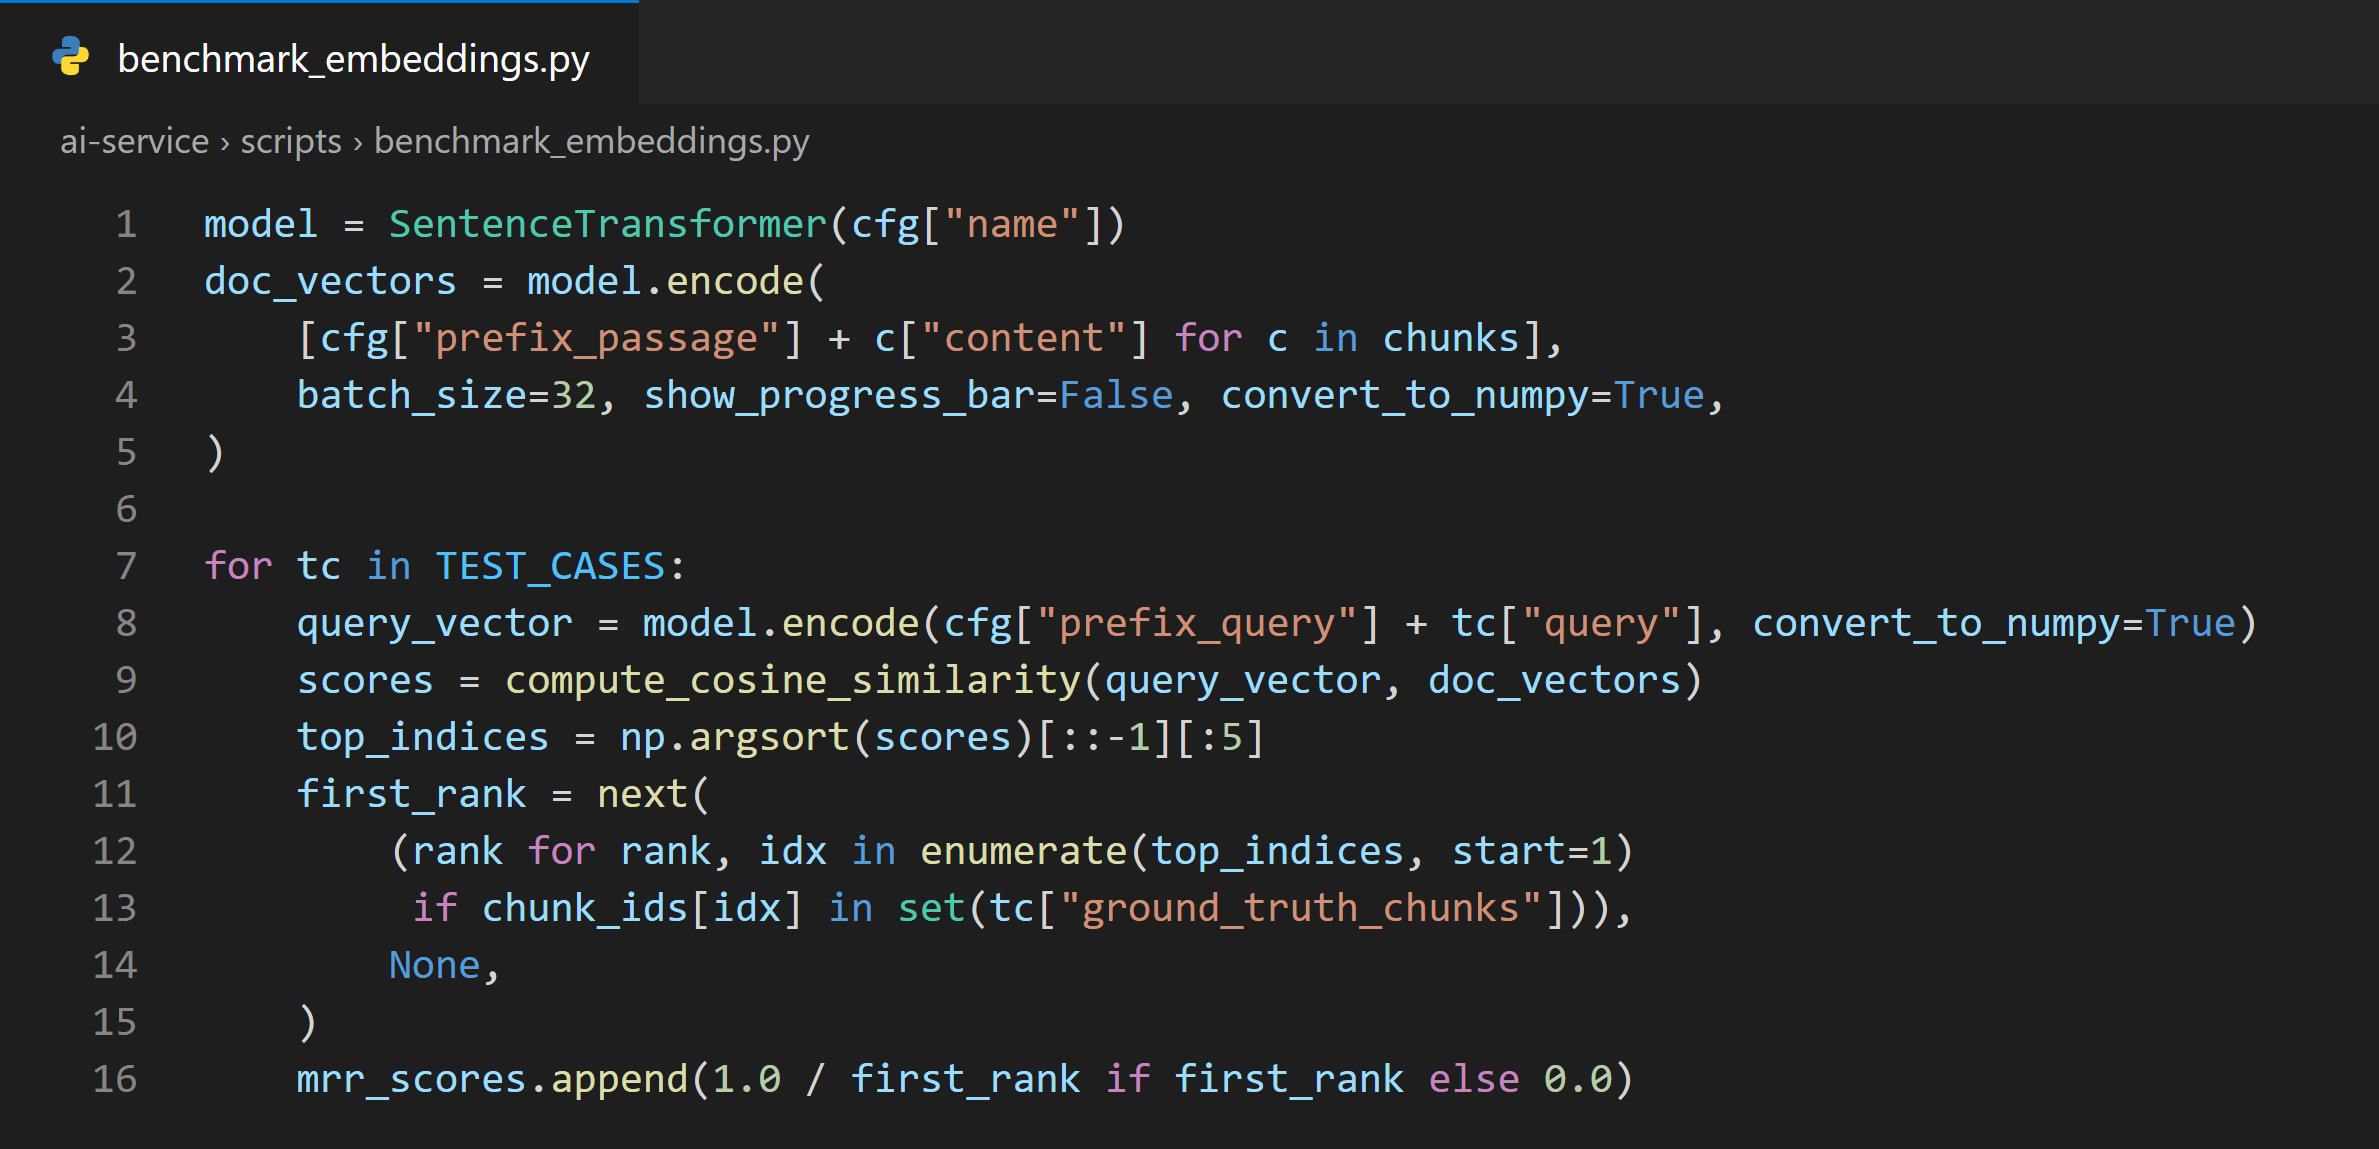 benchmark_embeddings.py
ai-service › scripts › benchmark_embeddings.py
1 model = SentenceTransformer(cfg["name"])
2 doc_vectors = model.encode(
3     [cfg["prefix_passage"] + c["content"] for c in chunks],
4     batch_size=32, show_progress_bar=False, convert_to_numpy=True,
5 )
6
7 for tc in TEST_CASES:
8     query_vector = model.encode(cfg["prefix_query"] + tc["query"], convert_to_numpy=True)
9     scores = compute_cosine_similarity(query_vector, doc_vectors)
10     top_indices = np.argsort(scores)[::-1][:5]
11     first_rank = next(
12         (rank for rank, idx in enumerate(top_indices, start=1)
13          if chunk_ids[idx] in set(tc["ground_truth_chunks"])),
14         None,
15     )
16     mrr_scores.append(1.0 / first_rank if first_rank else 0.0)